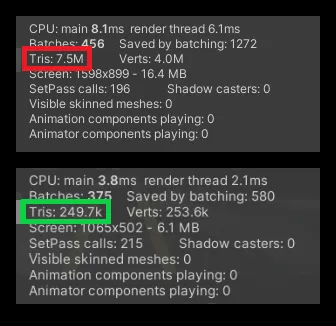 CPU: main 8.1ms render thread 6.1ms
Batches: 456 Saved by batching: 1272
Tris: 7.5M Verts: 4.0M
Screen: 1598x899 - 16.4 MB
SetPass calls: 196 Shadow casters: 0
Visible skinned meshes: 0
Animation components playing: 0
Animator components playing: 0
CPU: main 3.8ms render thread 2.1ms
Batches: 375 Saved by batching: 580
Tris: 249.7k Verts: 253.6k
Screen: 1065x502 - 6.1 MB
SetPass calls: 215 Shadow casters: 0
Visible skinned meshes: 0
Animation components playing: 0
Animator components playing: 0